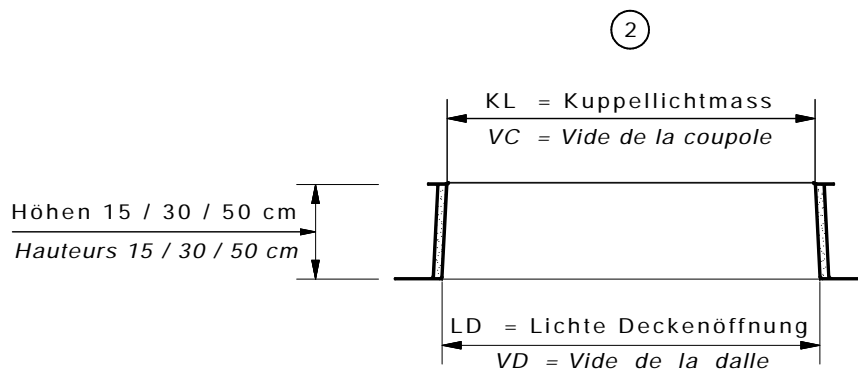 2
KL = Kuppellichtmass
VC = Vide de la coupole
Höhen 15 / 30 / 50 cm
Hauteurs 15 / 30 / 50 cm
LD = Lichte Deckenöffnung
VD = Vide de la dalle